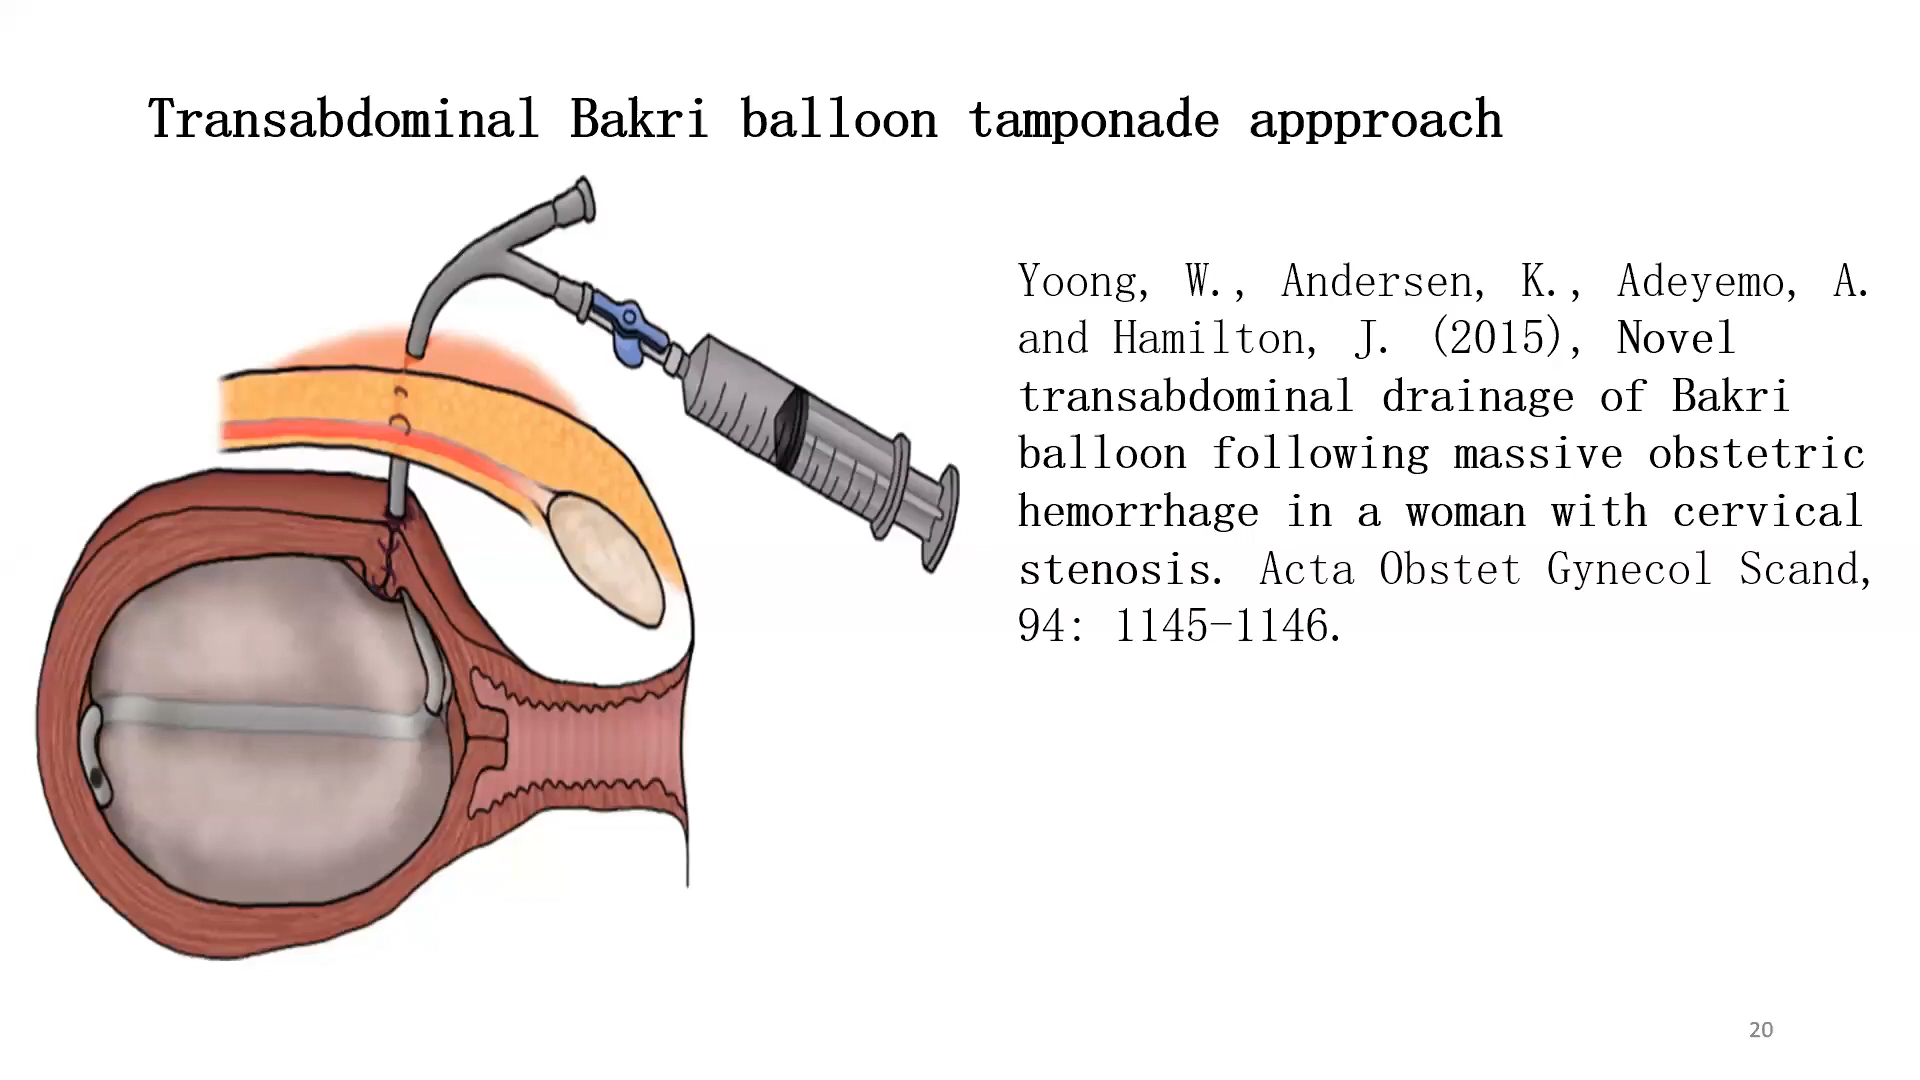 Transabdominal Bakri balloon tamponade appproach
Yoong, W., Andersen, K., Adeyemo, A.
and Hamilton, J. (2015), Novel
transabdominal drainage of Bakri
balloon following massive obstetric
hemorrhage in a woman with cervical
stenosis. Acta Obstet Gynecol Scand,
94: 1145-1146.
20